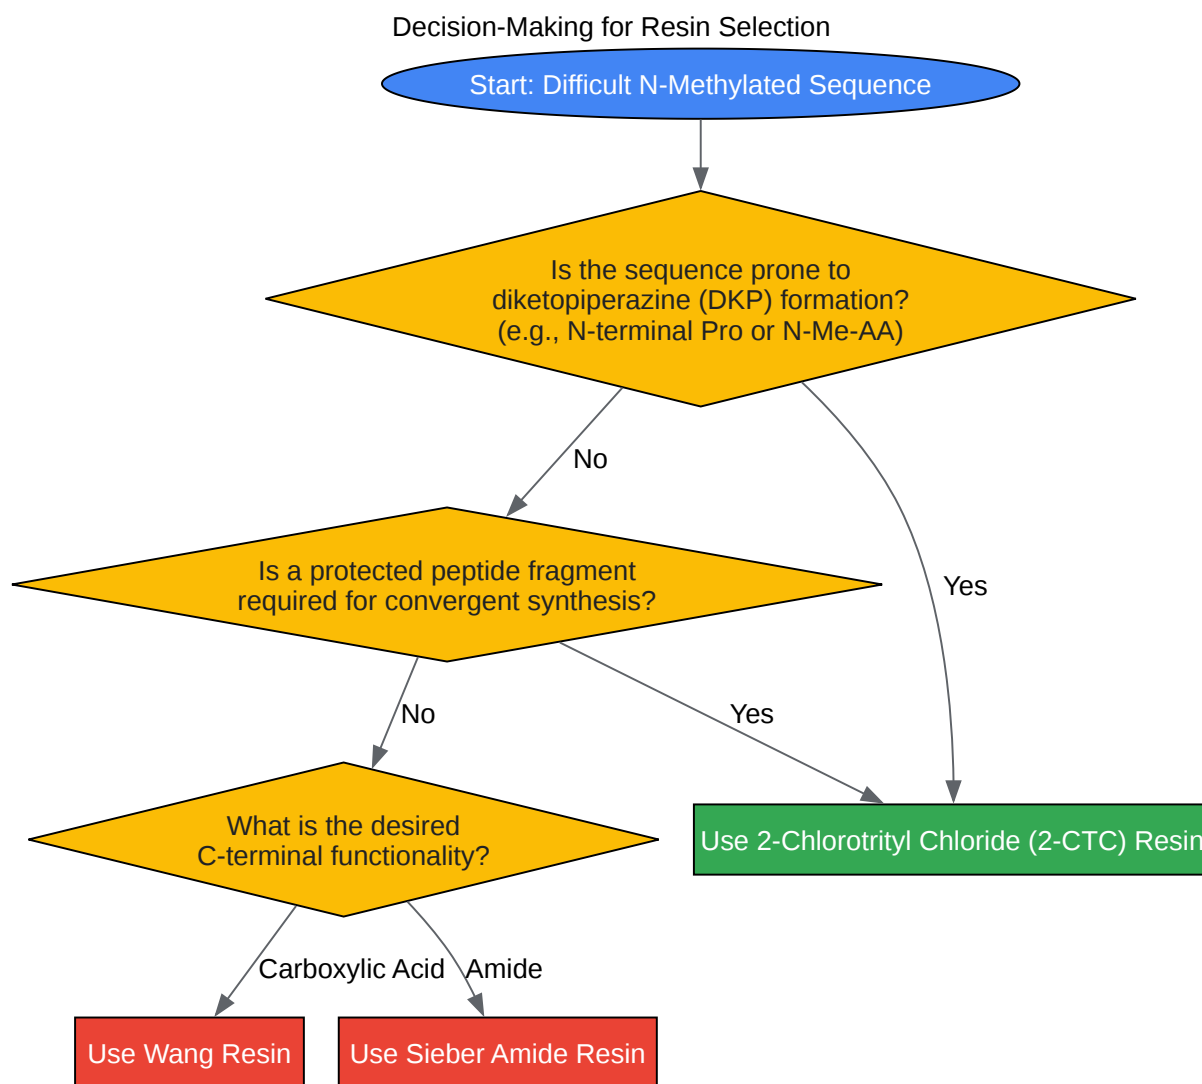 Decision-Making for Resin Selection
Start: Difficult N-Methylated Sequence
Is the sequence prone to
diketopiperazine (DKP) formation?
(e.g., N-terminal Pro or N-Me-AA)
No
Yes
Is a protected peptide fragment
required for convergent synthesis?
No
Yes
What is the desired
C-terminal functionality?
Use 2-Chlorotrityl Chloride (2-CTC) Resin
Carboxylic Acid
Amide
Use Wang Resin
Use Sieber Amide Resin